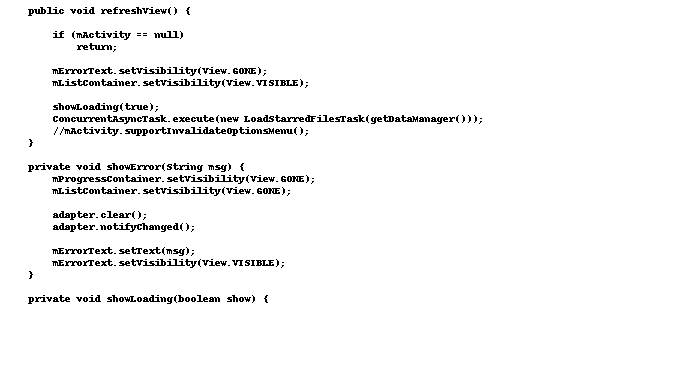 public void refreshView() {

    if (mActivity == null)
        return;

    mErrorText.setVisibility(View.GONE);
    mListContainer.setVisibility(View.VISIBLE);

    showLoading(true);
    ConcurrentAsyncTask.execute(new LoadStarredFilesTask(getDataManager()));
    //mActivity.supportInvalidateOptionsMenu();
}

private void showError(String msg) {
    mProgressContainer.setVisibility(View.GONE);
    mListContainer.setVisibility(View.GONE);

    adapter.clear();
    adapter.notifyChanged();

    mErrorText.setText(msg);
    mErrorText.setVisibility(View.VISIBLE);
}

private void showLoading(boolean show) {